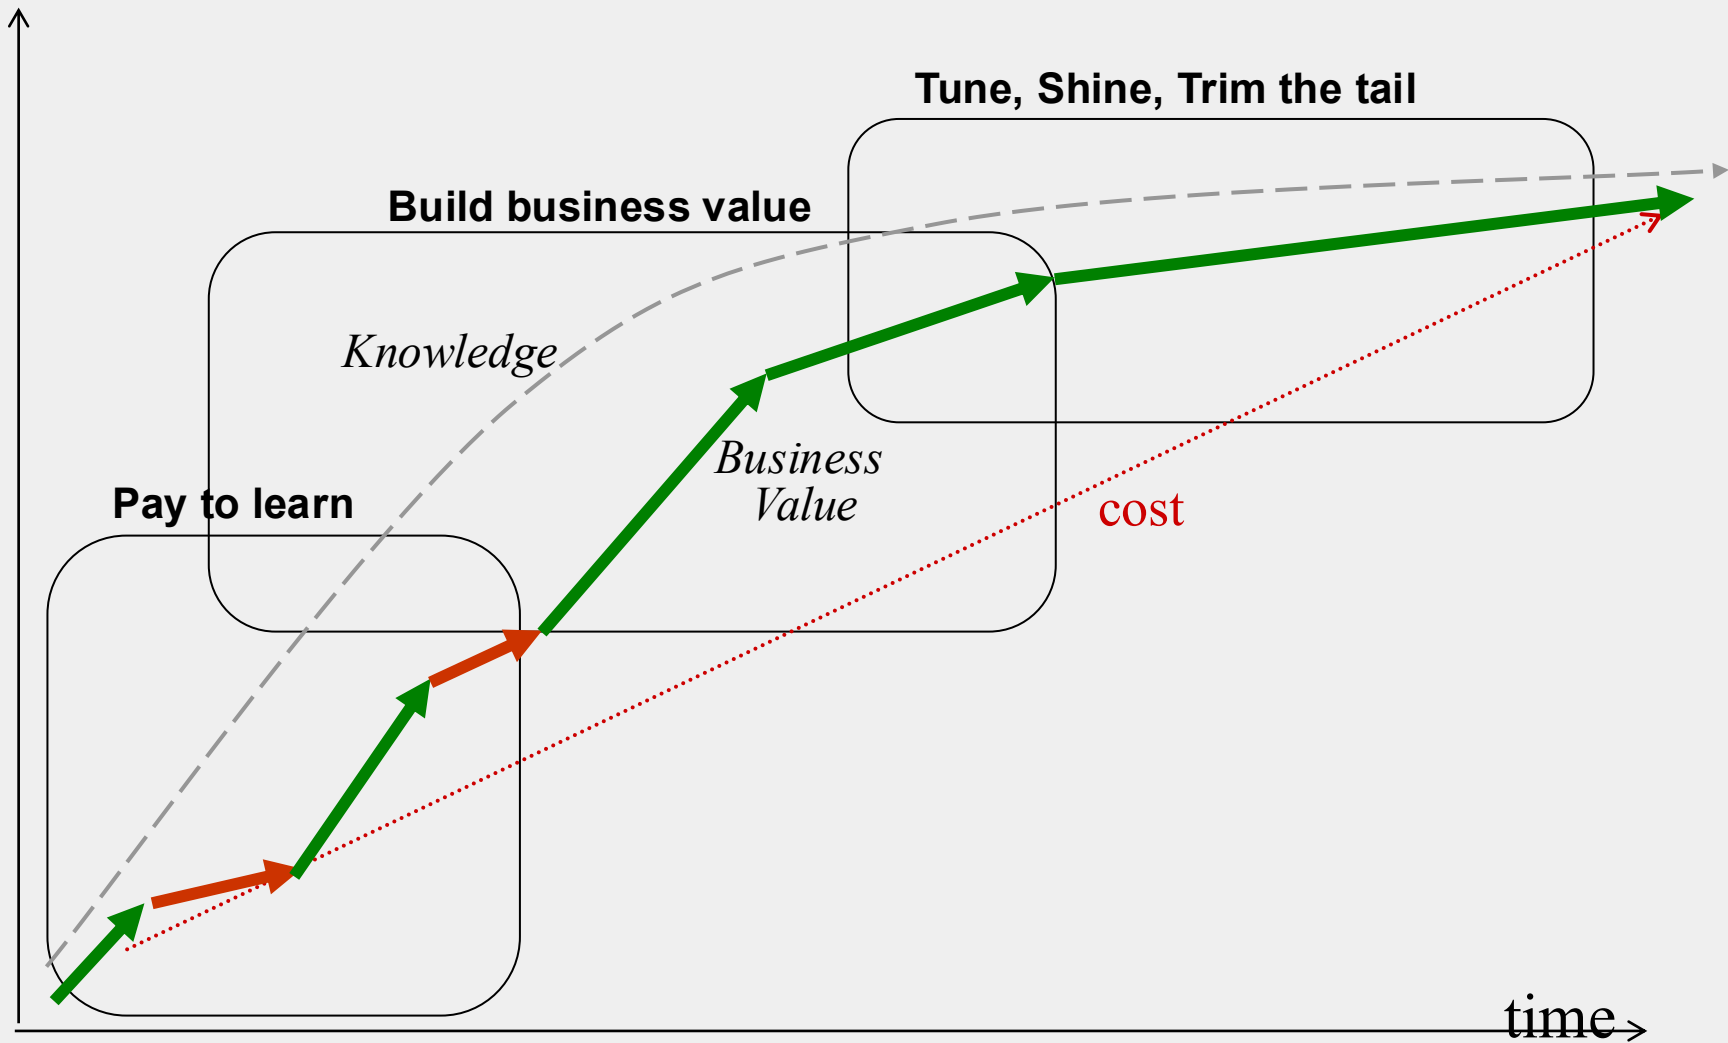 Tune, Shine, Trim the tail
Build business value
Knowledge
Business
Value
Pay to learn
cost
time